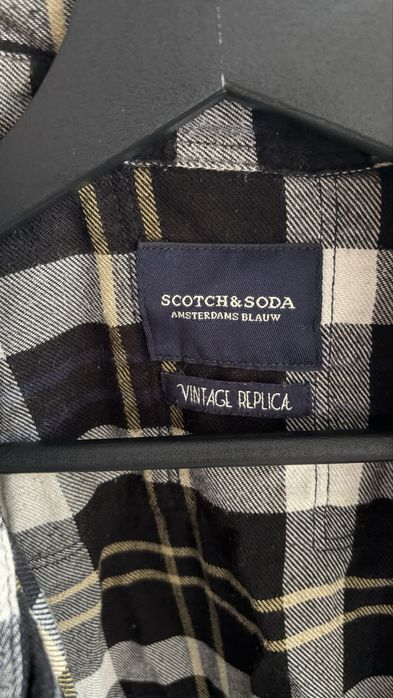 SCOTCH & SODA
AMSTERDAMS BLAUW
VINTAGE REPLICA